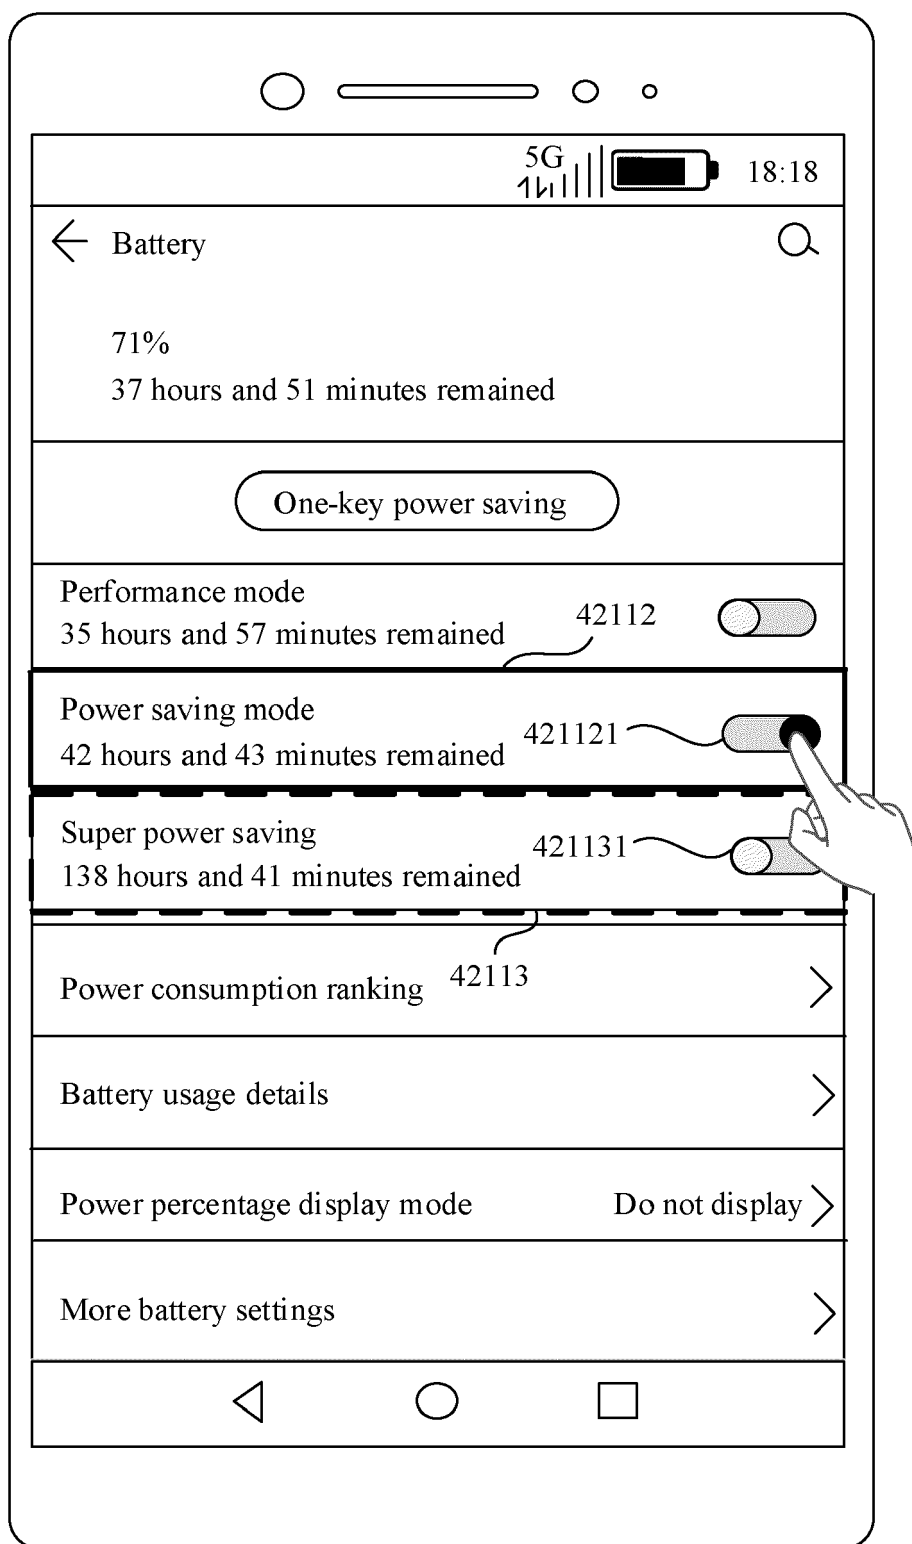 5G
18:18
Battery
71%
37 hours and 51 minutes remained
One-key power saving
Performance mode
35 hours and 57 minutes remained
42112
Power saving mode
42 hours and 43 minutes remained
421121
Super power saving
138 hours and 41 minutes remained
421131
Power consumption ranking
42113
Battery usage details
Power percentage display mode Do not display
More battery settings